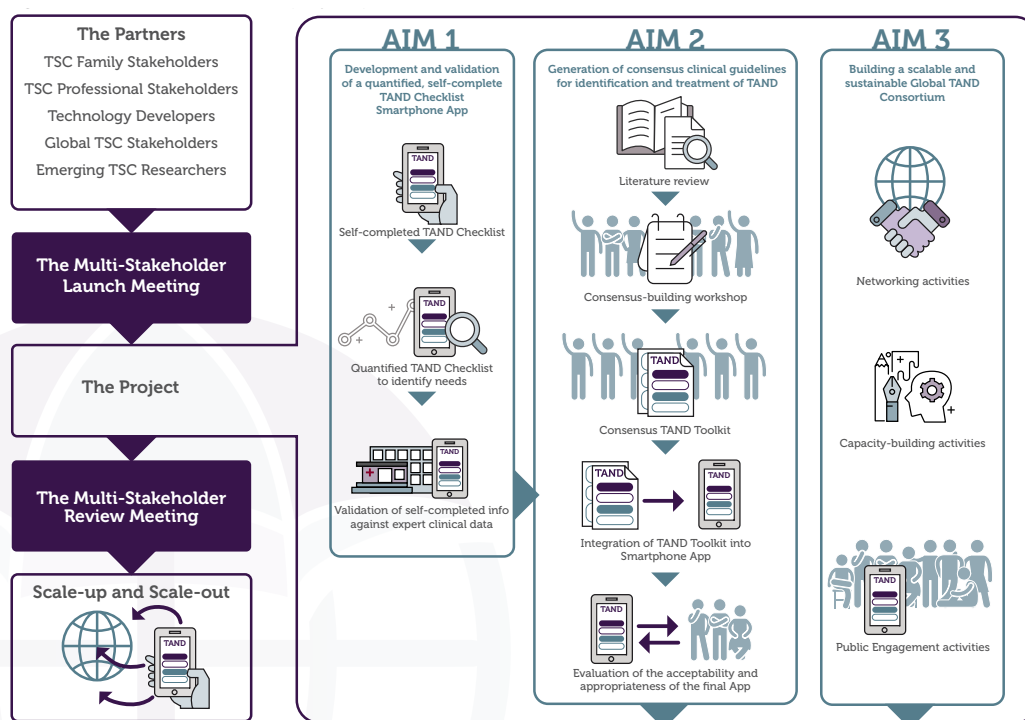 The Partners
TSC Family Stakeholders
TSC Professional Stakeholders
Technology Developers
Global TSC Stakeholders
Emerging TSC Researchers
The Multi-Stakeholder
Launch Meeting
The Project
The Multi-Stakeholder
Review Meeting
Scale-up and Scale-out
TAND
AIM 1
Development and validation
of a quantified, self-complete
TAND Checklist
Smartphone App
TAND
Self-completed TAND Checklist
TAND
Quantified TAND Checklist
to identify needs
TAND
Validation of self-completed info
against expert clinical data
AIM 2
Generation of consensus clinical guidelines
for identification and treatment of TAND
Literature review
Consensus-building workshop
TAND
Consensus TAND Toolkit
TAND
TAND
Integration of TAND Toolkit into
Smartphone App
TAND
Evaluation of the acceptability and
appropriateness of the final App
AIM 3
Building a scalable and
sustainable Global TAND
Consortium
Networking activities
Capacity-building activities
TAND
Public Engagement activities